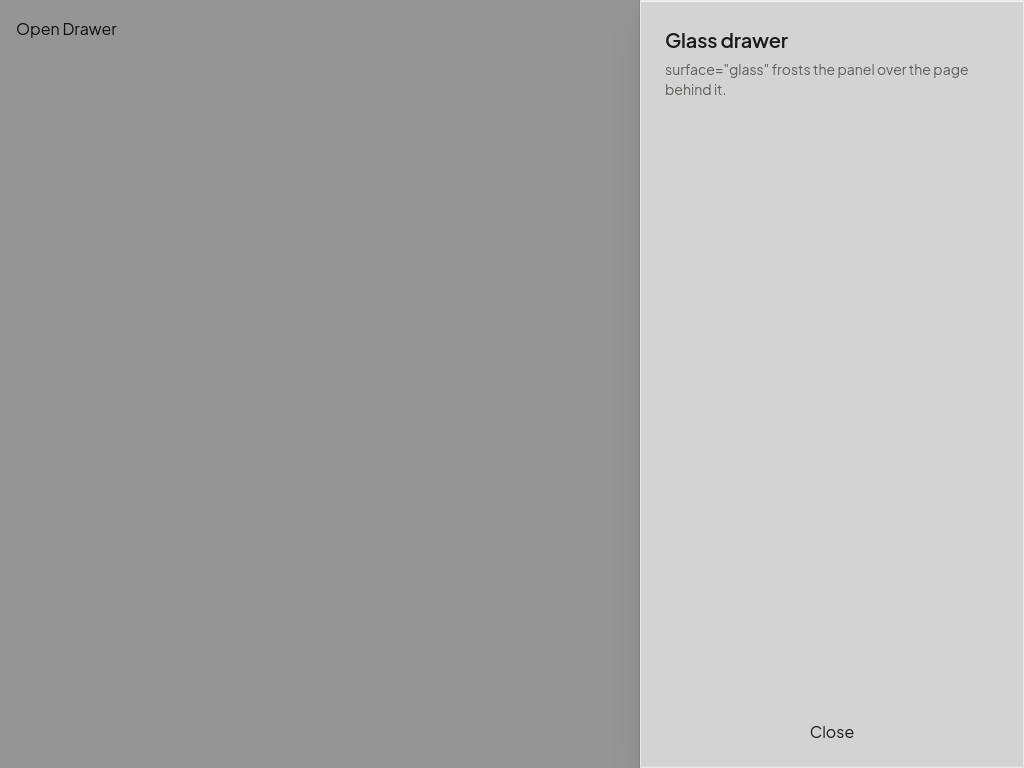 Open Drawer
Glass drawer
surface="glass" frosts the panel over the page
behind it.
Close